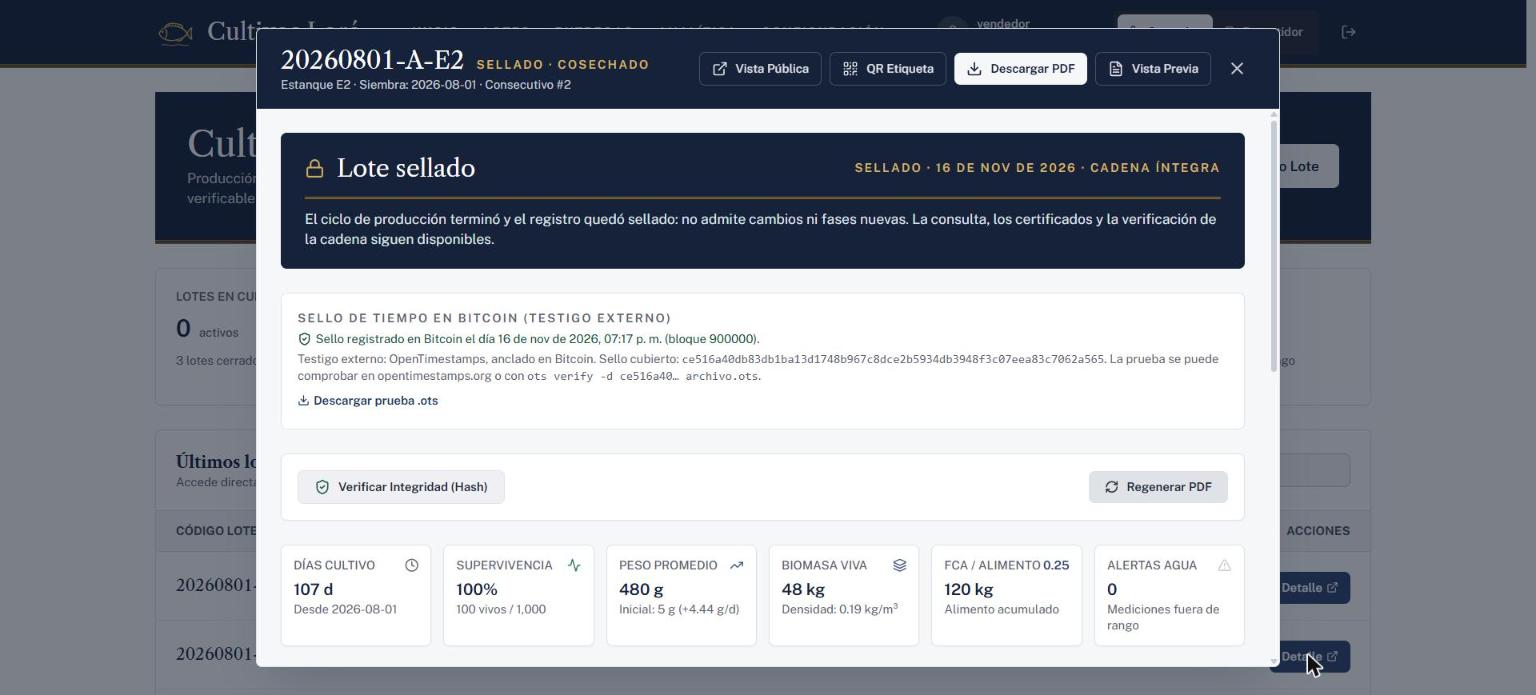 vendedor
20260801-A-E2 SELLADO · COSECHADO
Vista Pública
QR Etiqueta
Descargar PDF
Vista Previa
Estanque E2 · Siembra: 2026-08-01 · Consecutivo #2
Cult
Producción
verificable
o Lote
Lote sellado
SELLADO · 16 DE NOV DE 2026 · CADENA ÍNTEGRA
El ciclo de producción terminó y el registro quedó sellado: no admite cambios ni fases nuevas. La consulta, los certificados y la verificación de
la cadena siguen disponibles.
LOTES EN CU
0 activos
3 lotes cerrado
SELLO DE TIEMPO EN BITCOIN (TESTIGO EXTERNO)
Sello registrado en Bitcoin el día 16 de nov de 2026, 07:17 p. m. (bloque 900000).
Testigo externo: OpenTimestamps, anclado en Bitcoin. Sello cubierto: ce516a40db83db1ba13d1748b967c8dce2b5934db3948f3c07eea83c7062a565. La prueba se puede
comprobar en opentimestamps.org o con ots verify -d ce516a40… archivo.ots.
Descargar prueba .ots
Últimos lo
Accede directa
Verificar Integridad (Hash)
Regenerar PDF
CÓDIGO LOTE
ACCIONES
DÍAS CULTIVO
107 d
Desde 2026-08-01
SUPERVIVENCIA
100%
100 vivos / 1,000
PESO PROMEDIO
480 g
Inicial: 5 g (+4.44 g/d)
BIOMASA VIVA
48 kg
Densidad: 0.19 kg/m³
FCA / ALIMENTO 0.25
120 kg
Alimento acumulado
ALERTAS AGUA
0
Mediciones fuera de
rango
20260801-
Detalle
20260801-
Detalle